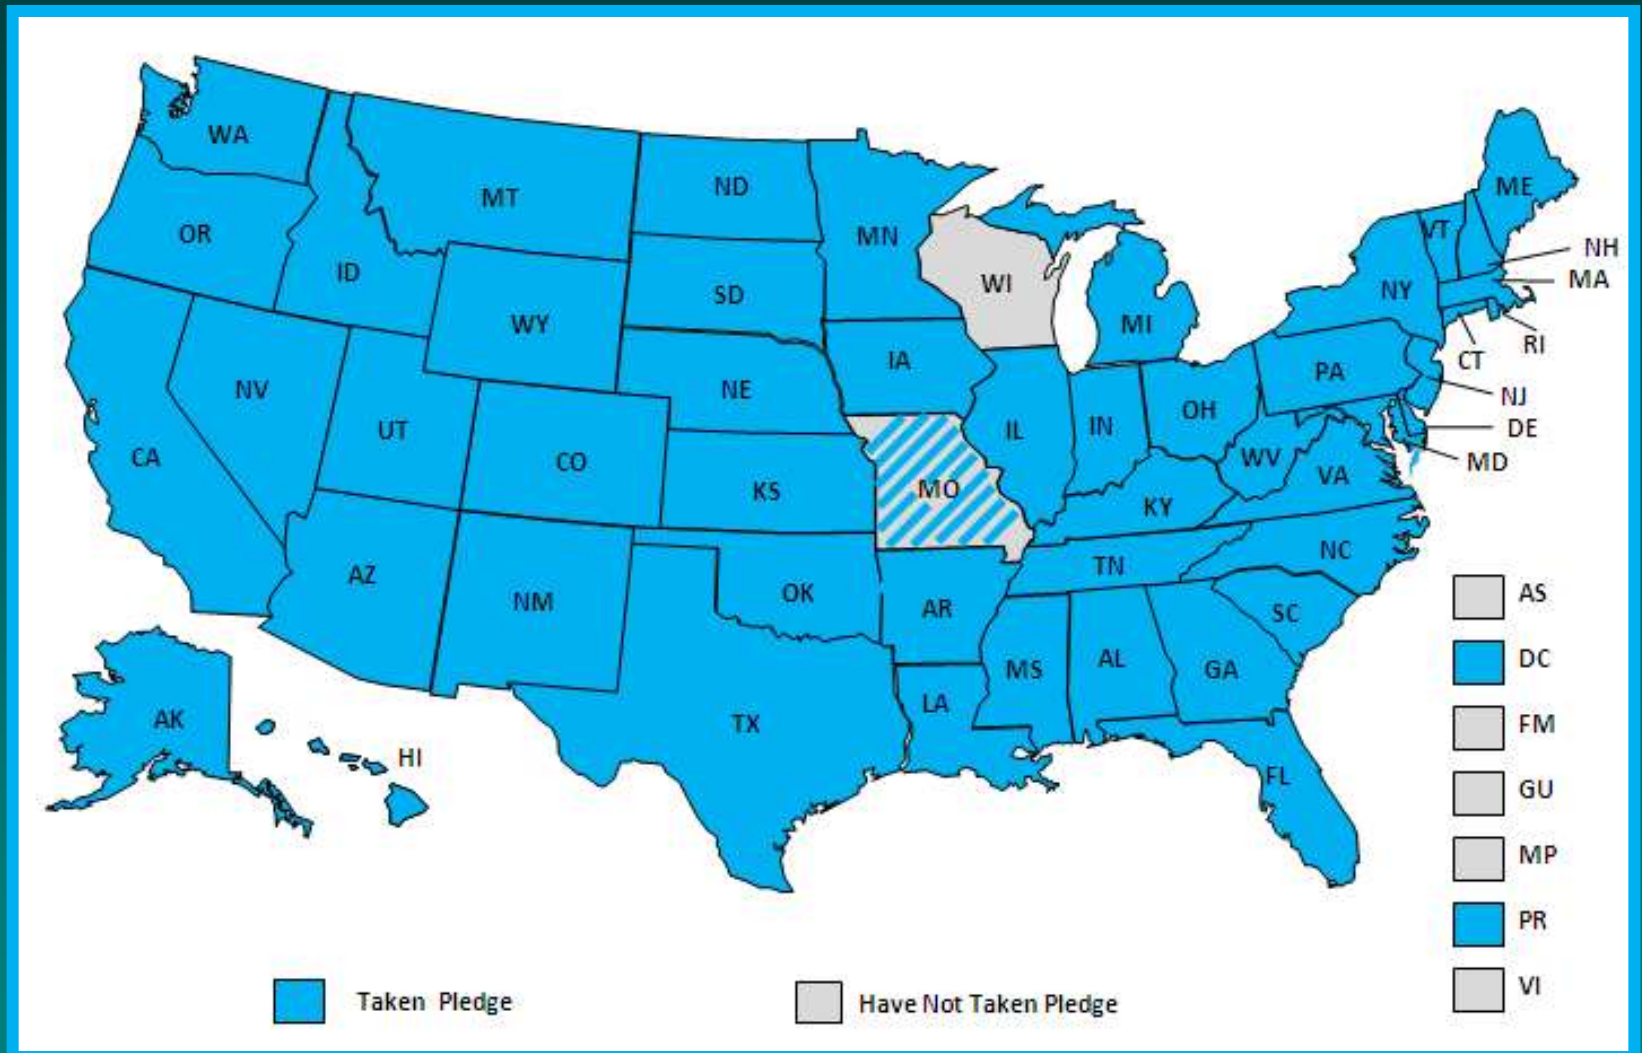 WA
MT
ND
ME
OR
MN
VT
ID
NH
SD
WI
MA
NY
WY
MI
RI
IA
CT
PA
NV
NE
NJ
UT
OH
IN
IL
DE
CA
CO
WV
MD
KS
MO
VA
KY
NC
AZ
TN
OK
AS
NM
AR
SC
DC
MS
AL
GA
LA
AK
TX
FM
HI
FL
GU
MP
PR
VI
Taken Pledge
Have Not Taken Pledge